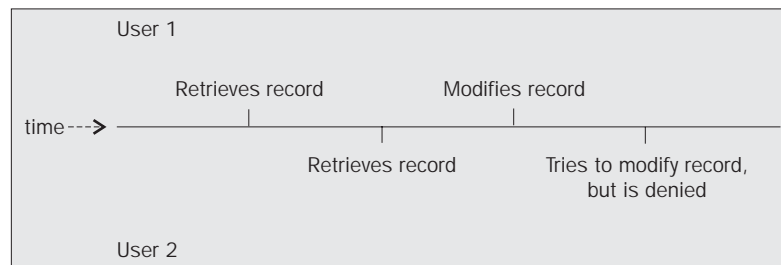 User 1
Retrieves record
Modifies record
time
Retrieves record
Tries to modify record,
but is denied
User 2